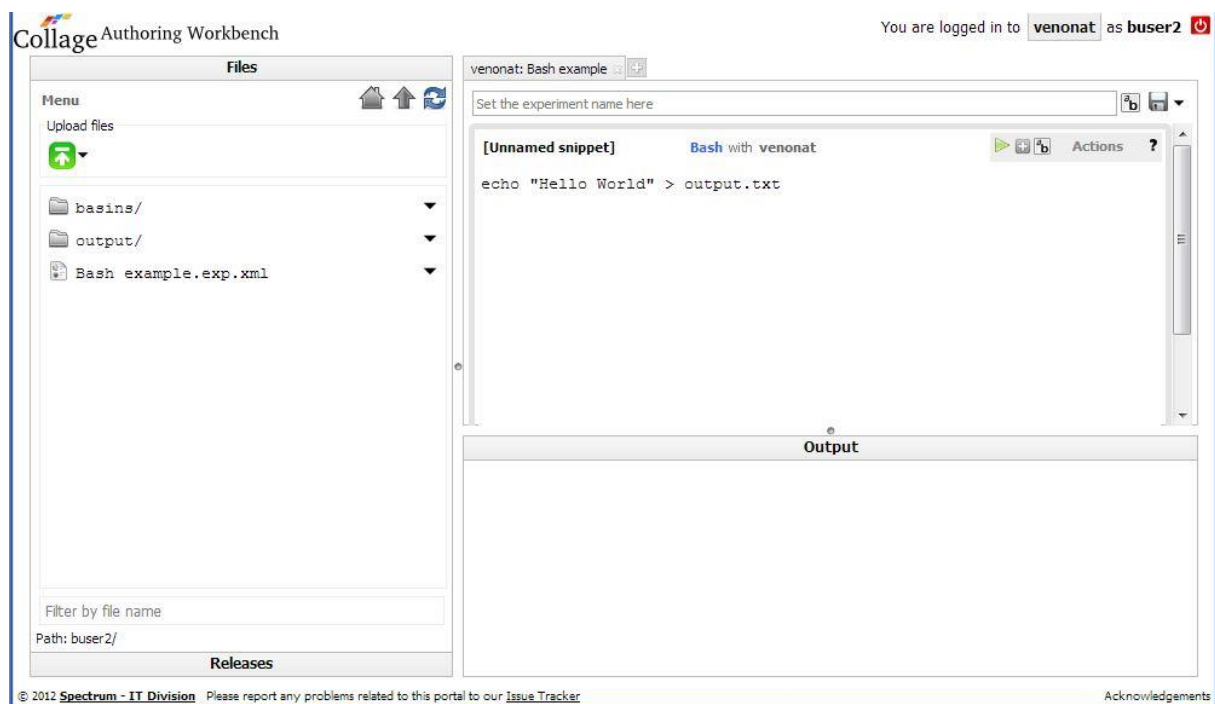 Collage Authoring Workbench
You are logged in to venonat as buser2
Files
Menu
Upload files
basins/
output/
Bash example.exp.xml
Filter by file name
Path: buser2/
Releases
venonat: Bash example
Set the experiment name here
ab
[Unnamed snippet] Bash with venonat ab Actions ?
echo "Hello World" > output.txt
Output
© 2012 Spectrum - IT Division Please report any problems related to this portal to our Issue Tracker
Acknowledgements